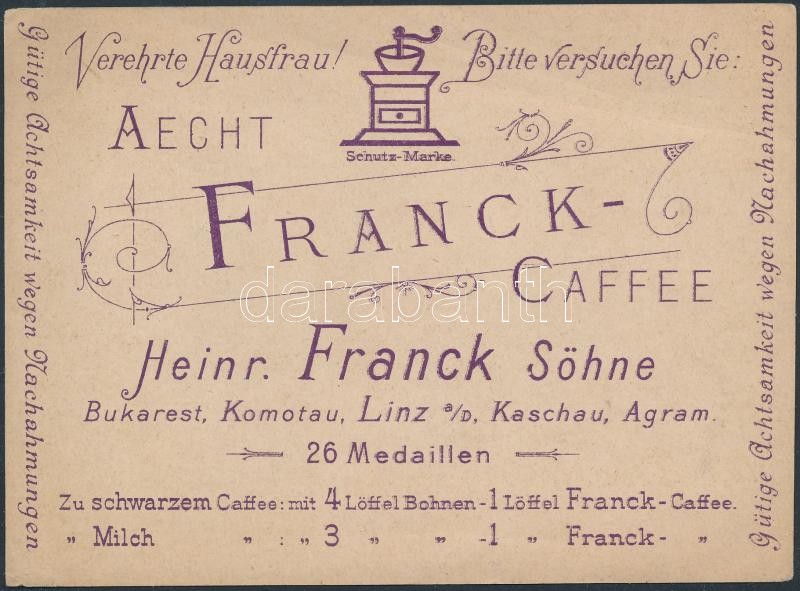 Verehrte Hausfrau! Bitte versuchen Sie:
Schutz-Marke.
AECHT
FRANCK-
CAFFEE
darabanth
Heinr. Franck Söhne
Bukarest, Komotau, Linz a/D, Kaschau, Agram.
26 Medaillen
Zu schwarzem Caffee: mit 4 Löffel Bohnen-1 Löffel Franck-Caffee.
„ Milch „ : „ 3 „ „ -1 „ Franck- „
Gütige Achtsamkeit wegen Nachahmungen
Gütige Achtsamkeit wegen Nachahmungen